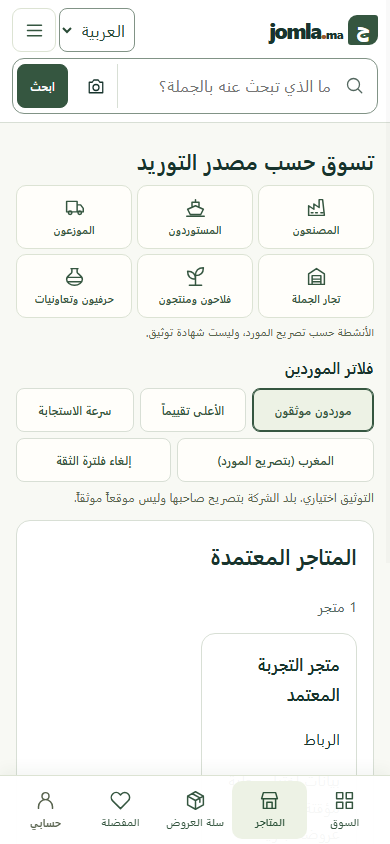 ج jomla.ma العربية
ما الذي تبحث عنه بالجملة؟ ابحث
تسوق حسب مصدر التوريد
المصنعون المستوردون الموزعون
تجار الجملة فلاحون ومنتجون حرفيون وتعاونيات
الأنشطة حسب تصريح المورد، وليست شهادة توثيق.
فلاتر الموردين
موردون موثقون الأعلى تقييماً سرعة الاستجابة
المغرب (بتصريح المورد) إلغاء فلترة الثقة
التوثيق اختياري. بلد الشركة بتصريح صاحبها وليس موقعاً موثقاً.
المتاجر المعتمدة
1 متجر
متجر التجربة
المعتمد
الرباط
السوق المتاجر سلة العروض المفضلة حسابي